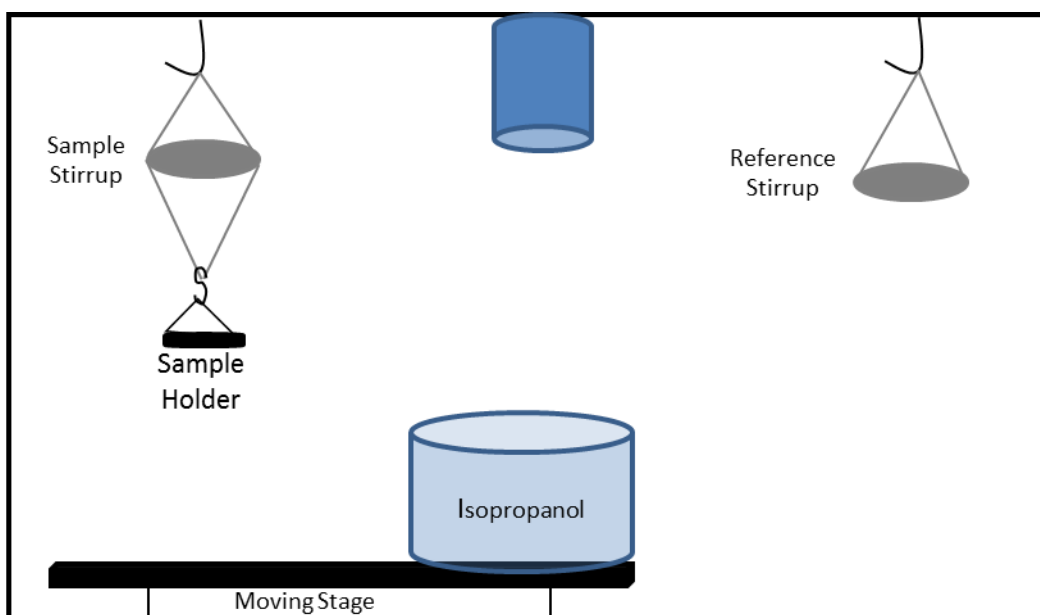 Sample
Stirrup
Reference
Stirrup
Sample
Holder
Isopropanol
Moving Stage